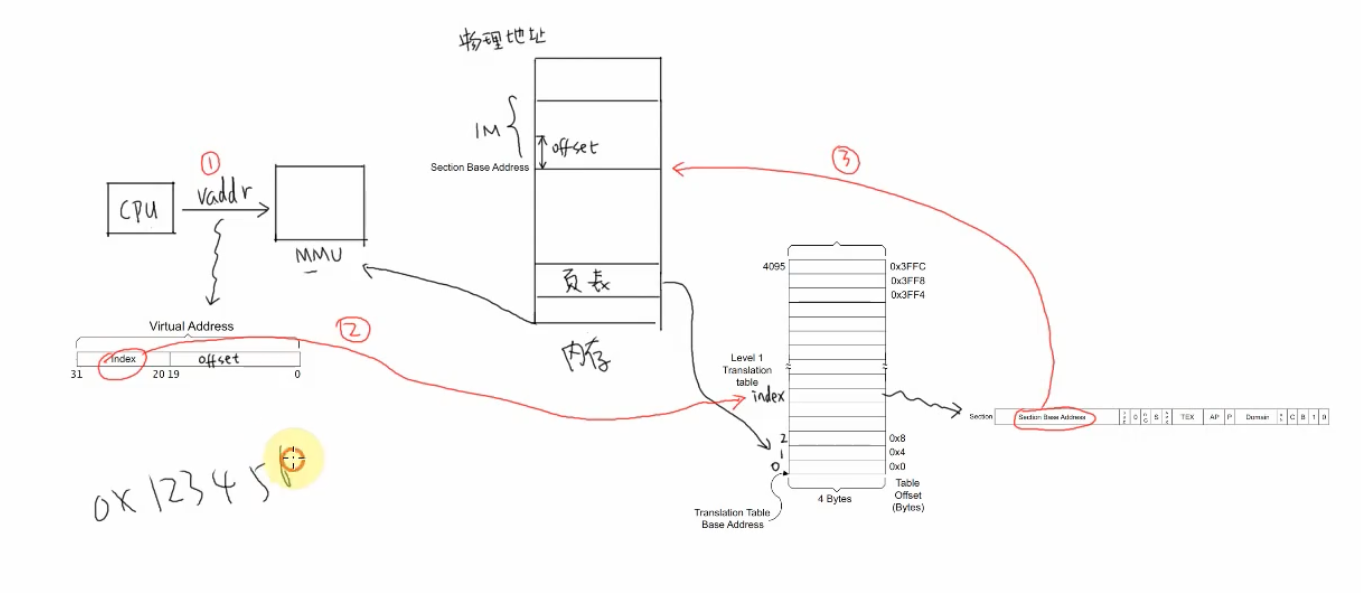 物理地址
1M
offset
Section Base Address
①
vaddr
CPU
MMU
页表
内存
③
②
Virtual Address
index
offset
31
20 19
0
4095
0x3FFC
0x3FF8
0x3FF4
Level 1
Translation
table
index
2
1
0
0x8
0x4
0x0
4 Bytes
Table
Offset
(Bytes)
Translation Table
Base Address
Section
Section Base Address
0
S
TEX
AP
P
Domain
C
B
1
0
0x12345